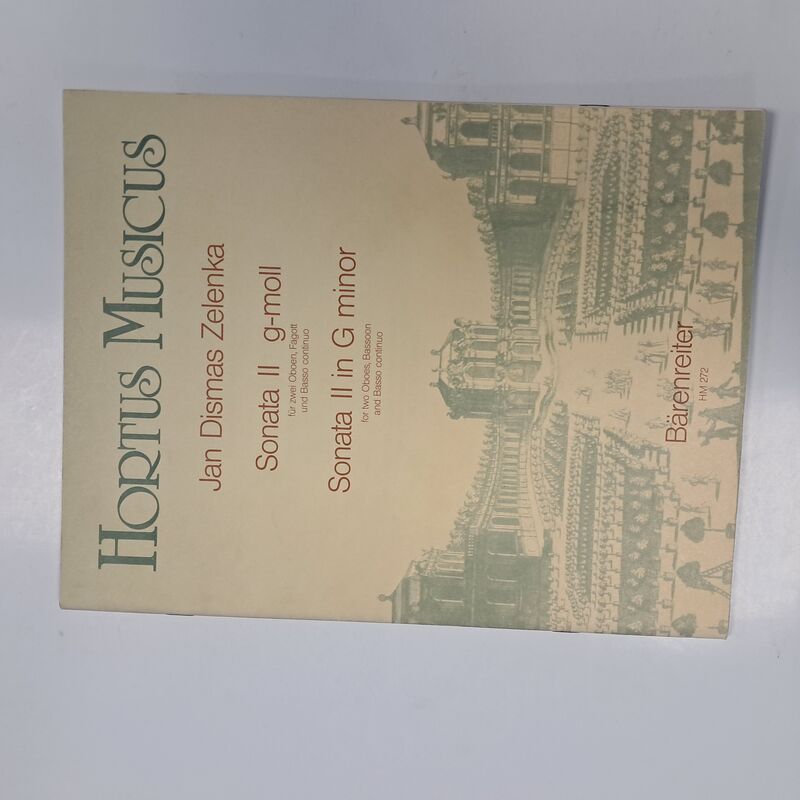 HORTUS MUSICUS
Jan Dismas Zelenka
Sonata II g-moll
für zwei Oboen, Fagott
und Basso continuo
Sonata II in G minor
for two Oboes, Bassoon
and Basso continuo
Bärenreiter
HM 272